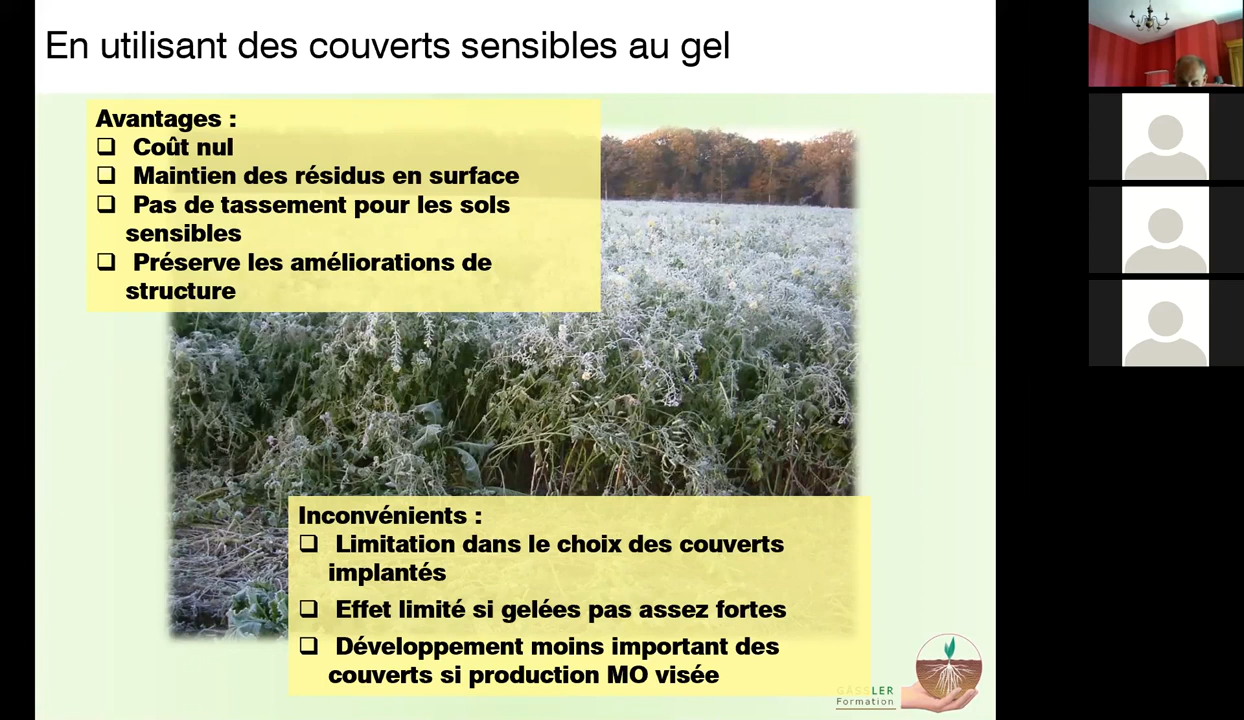 En utilisant des couverts sensibles au gel
Avantages :
❑ Coût nul
❑ Maintien des résidus en surface
❑ Pas de tassement pour les sols
sensibles
❑ Préserve les améliorations de
structure
Inconvénients :
❑ Limitation dans le choix des couverts
implantés
❑ Effet limité si gelées pas assez fortes
❑ Développement moins important des
couverts si production MO visée
GÄSSLER
Formation